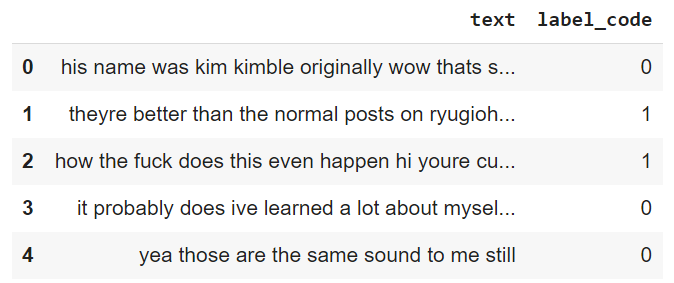 text label_code
0 his name was kim kimble originally wow thats s... 0
1 theyre better than the normal posts on ryugioh... 1
2 how the fuck does this even happen hi youre cu... 1
3 it probably does ive learned a lot about mysel... 0
4 yea those are the same sound to me still 0